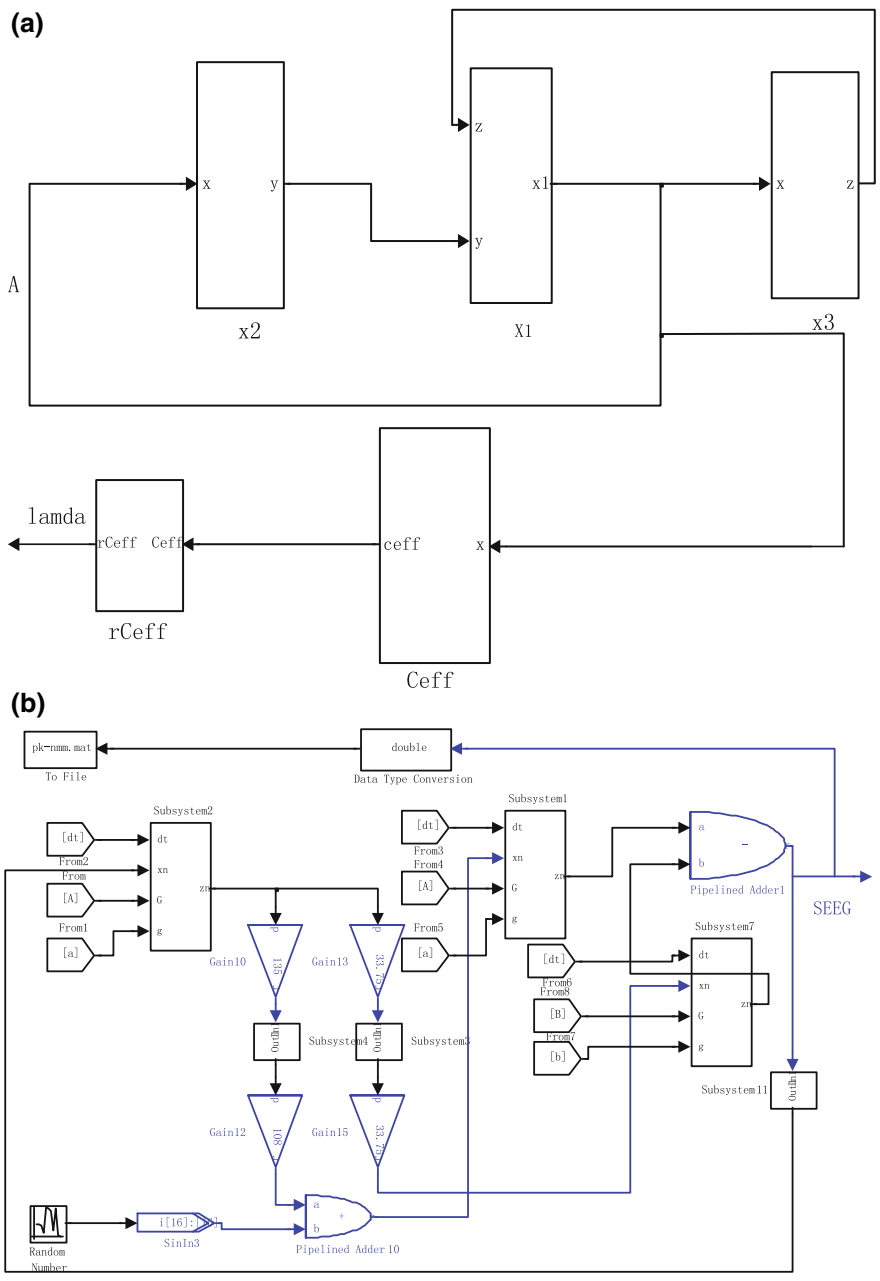 (a)
z
x
y
x1
x
z
y
A
x2
X1
x3
lamda
rCeff
Ceff
ceff
x
rCeff
Ceff
(b)
pk-nmm.mat
double
To File
Data Type Conversion
Subsystem2
Subsystem1
[dt]
dt
[dt]
dt
a
From2
From3
-
From
xn
From4
xn
b
[A]
G
zn
[A]
G
zn
Pipelined Adder1
SEEG
From1
g
From5
g
Subsystem7
[a]
[a]
p
p
[dt]
dt
Gain10
135
Gain13
33.75
From6
xn
From8
zn
[B]
G
Subsystem4
Subsystem3
From7
[b]
g
Subsystem11
p
p
Gain12
108
Gain15
33.75
a
+
i[16]:[
b
SinIn3
Pipelined Adder10
Random
Number